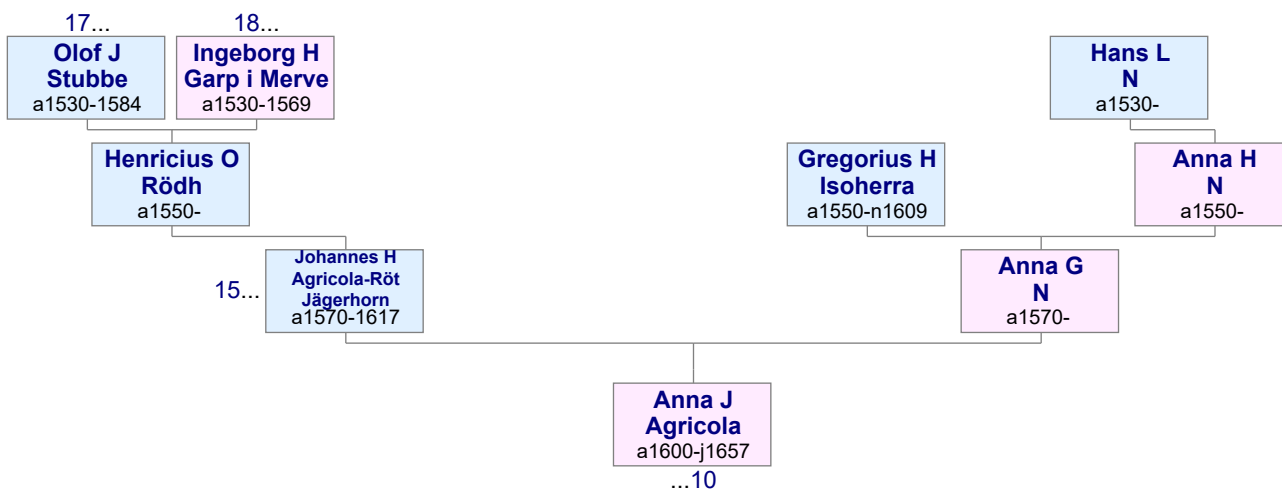 17...
18...
Olof J
Stubbe
a1530-1584
Ingeborg H
Garp i Merve
a1530-1569
Hans L
N
a1530-
Henricius O
Rödh
a1550-
Gregorius H
Isoherra
a1550-n1609
Anna H
N
a1550-
15...
Johannes H
Agricola-Röt
Jägerhorn
a1570-1617
Anna G
N
a1570-
Anna J
Agricola
a1600-j1657
...10